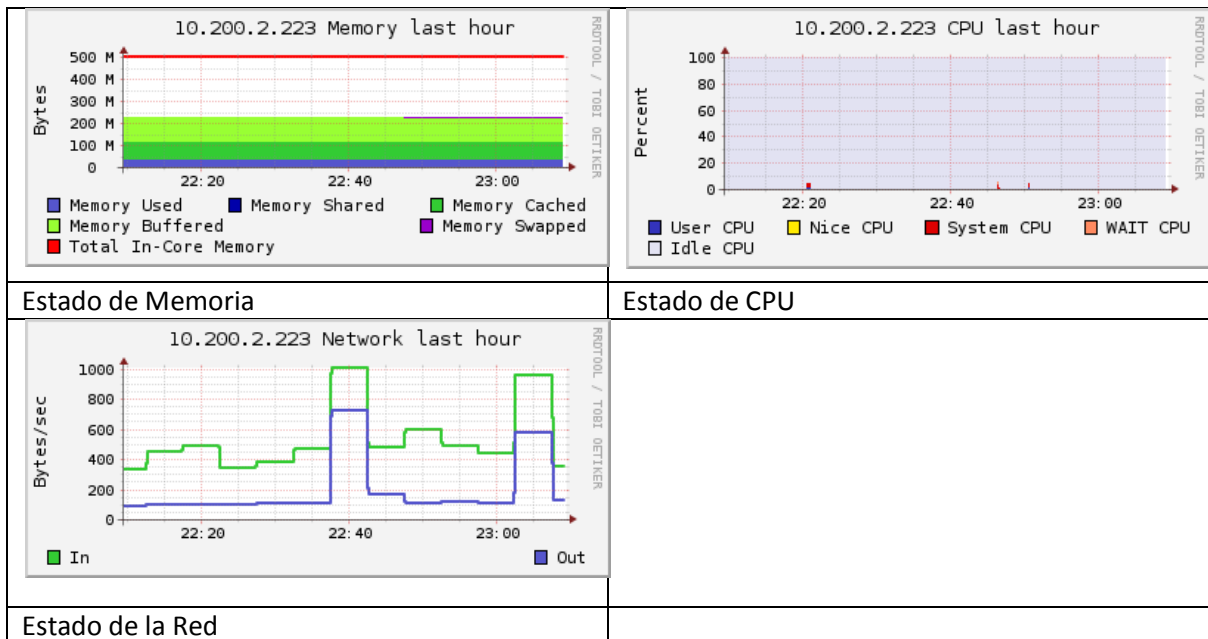 10.200.2.223 Memory last hour
RRDTOOL / TOBI OETIKER
Bytes
500 M
400 M
300 M
200 M
100 M
0
22:20 22:40 23:00
Memory Used Memory Shared Memory Cached
Memory Buffered Memory Swapped
Total In-Core Memory
10.200.2.223 CPU last hour
RRDTOOL / TOBI OETIKER
Percent
100
80
60
40
20
0
22:20 22:40 23:00
User CPU Nice CPU System CPU WAIT CPU
Idle CPU
Estado de Memoria
Estado de CPU
10.200.2.223 Network last hour
RRDTOOL / TOBI OETIKER
Bytes/sec
1000
800
600
400
200
0
22:20 22:40 23:00
In Out
Estado de la Red